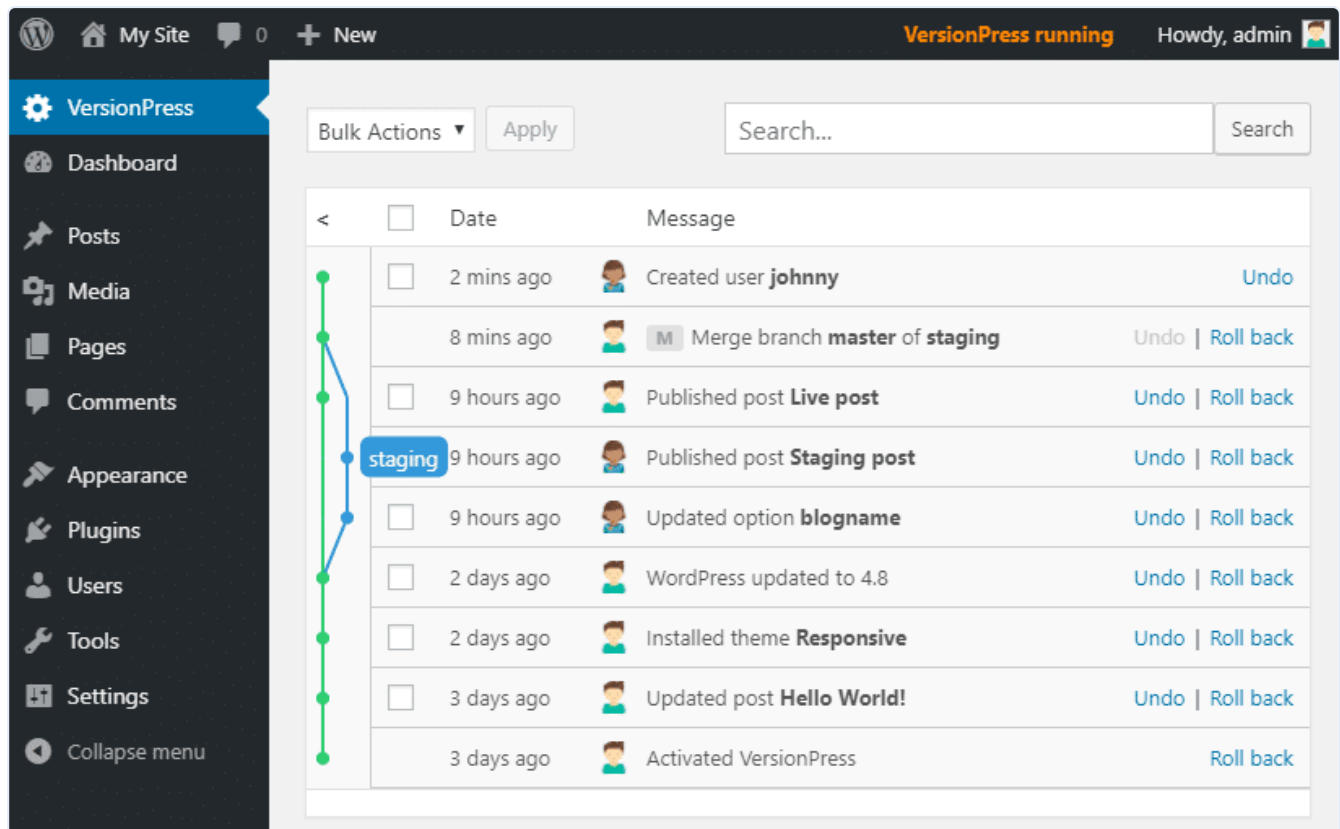 My Site 0 New VersionPress running Howdy, admin
VersionPress
Dashboard
Posts
Media
Pages
Comments
Appearance
Plugins
Users
Tools
Settings
Collapse menu
Bulk Actions ▼ Apply Search... Search
< Date Message
2 mins ago Created user johnny Undo
8 mins ago M Merge branch master of staging Undo | Roll back
9 hours ago Published post Live post Undo | Roll back
staging 9 hours ago Published post Staging post Undo | Roll back
9 hours ago Updated option blogname Undo | Roll back
2 days ago WordPress updated to 4.8 Undo | Roll back
2 days ago Installed theme Responsive Undo | Roll back
3 days ago Updated post Hello World! Undo | Roll back
3 days ago Activated VersionPress Roll back